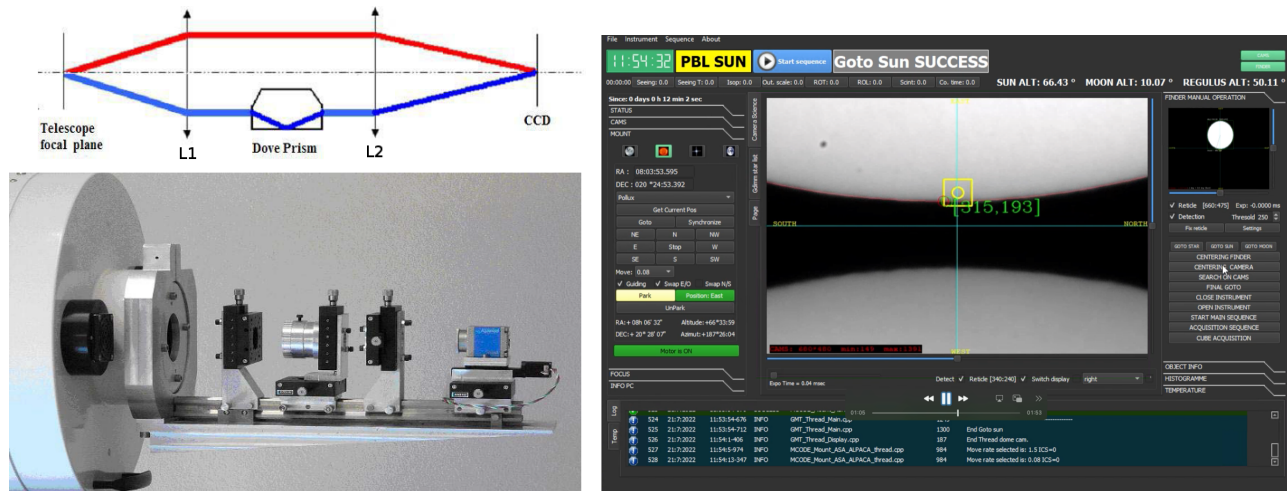 Telescope
focal plane
L1
Dove Prism
L2
CCD
File Instrument Sequence About
11:54:32 PBL SUN Start sequence Goto Sun SUCCESS
00:00:00 Seeing: 0.0 Seeing T: 0.0 Isop: 0.0 Out. scale: 0.0 ROT: 0.0 ROL: 0.0 Scint: 0.0 Co. time: 0.0 SUN ALT: 66.43 ° MOON ALT: 10.07 ° REGULUS ALT: 50.11 °
Since: 0 days 0 h 12 min 2 sec
STATUS
CAMS
MOUNT
RA : 08:03:53.595
DEC : 020 °24:53.392
Pollux
Get Current Pos
Goto Synchronize
NE N NW
E Stop W
SE S SW
Move: 0.08
Guiding Swap E/O Swap N/S
Park Position: East
UnPark
RA:+ 08h 06' 32" Altitude:+66°33:59
DEC:+ 20° 28' 07" Azimut:+187°26:04
Motor is ON
FOCUS
INFO PC
Camera Science
Gdimm star list
Page
[315,193]
SOUTH
NORTH
WEST
Expo Time = 0.04 msec
Detect Reticle [340:240] Switch display right
FINDER MANUAL OPERATION
Reticle [660:475] Exp: -0.0000 ms
Detection Thresold 250
Fix reticle Settings
GOTO STAR GOTO SUN GOTO MOON
CENTERING FINDER
CENTERING CAMERA
SEARCH ON CAMS
FINAL GOTO
CLOSE INSTRUMENT
OPEN INSTRUMENT
START MAIN SEQUENCE
ACQUISITION SEQUENCE
CUBE ACQUISITION
OBJECT INFO
HISTOGRAMME
TEMPERATURE
01:05 01:53
Log
Temp
524 21:7:2022 11:53:54-676 INFO GMT_Thread_Main.cpp
525 21:7:2022 11:53:54-712 INFO GMT_Thread_Main.cpp 1300 End Goto sun
526 21:7:2022 11:54:1-406 INFO GMT_Thread_Display.cpp 187 End Thread dome cam.
527 21:7:2022 11:54:5-974 INFO MCODE_Mount_ASA_ALPACA_thread.cpp 984 Move rate selected is: 1.5 ICS=0
528 21:7:2022 11:54:13-347 INFO MCODE_Mount_ASA_ALPACA_thread.cpp 984 Move rate selected is: 0.08 ICS=0